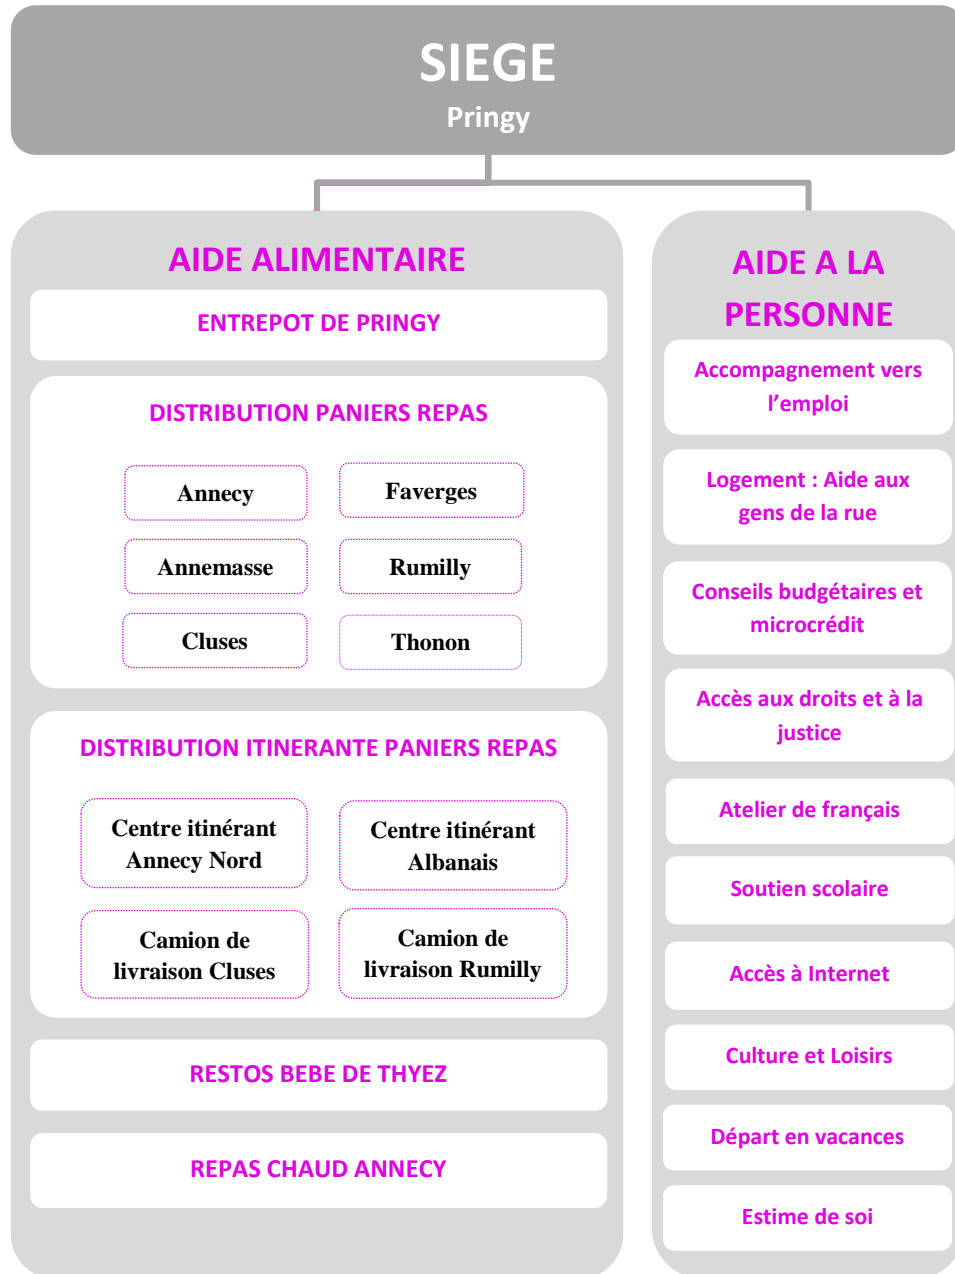 SIEGE
Pringy
AIDE ALIMENTAIRE
ENTREPOT DE PRINGY
DISTRIBUTION PANIERS REPAS
Annecy
Faverges
Annemasse
Rumilly
Cluses
Thonon
DISTRIBUTION ITINERANTE PANIERS REPAS
Centre itinérant
Annecy Nord
Centre itinérant
Albanais
Camion de
livraison Cluses
Camion de
livraison Rumilly
RESTOS BEBE DE THYEZ
REPAS CHAUD ANNECY
AIDE A LA
PERSONNE
Accompagnement vers
l’emploi
Logement : Aide aux
gens de la rue
Conseils budgétaires et
microcrédit
Accès aux droits et à la
justice
Atelier de français
Soutien scolaire
Accès à Internet
Culture et Loisirs
Départ en vacances
Estime de soi